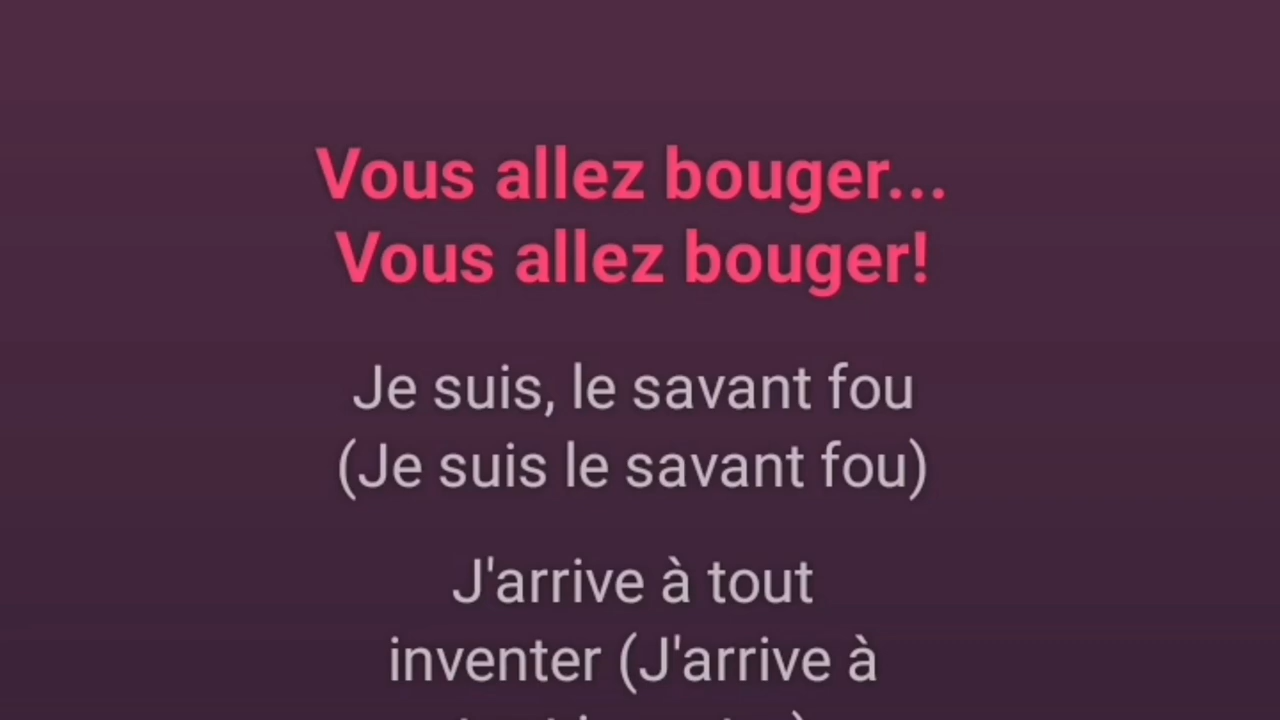 Vous allez bouger...
Vous allez bouger!
Je suis, le savant fou
(Je suis le savant fou)
J'arrive à tout
inventer (J'arrive à